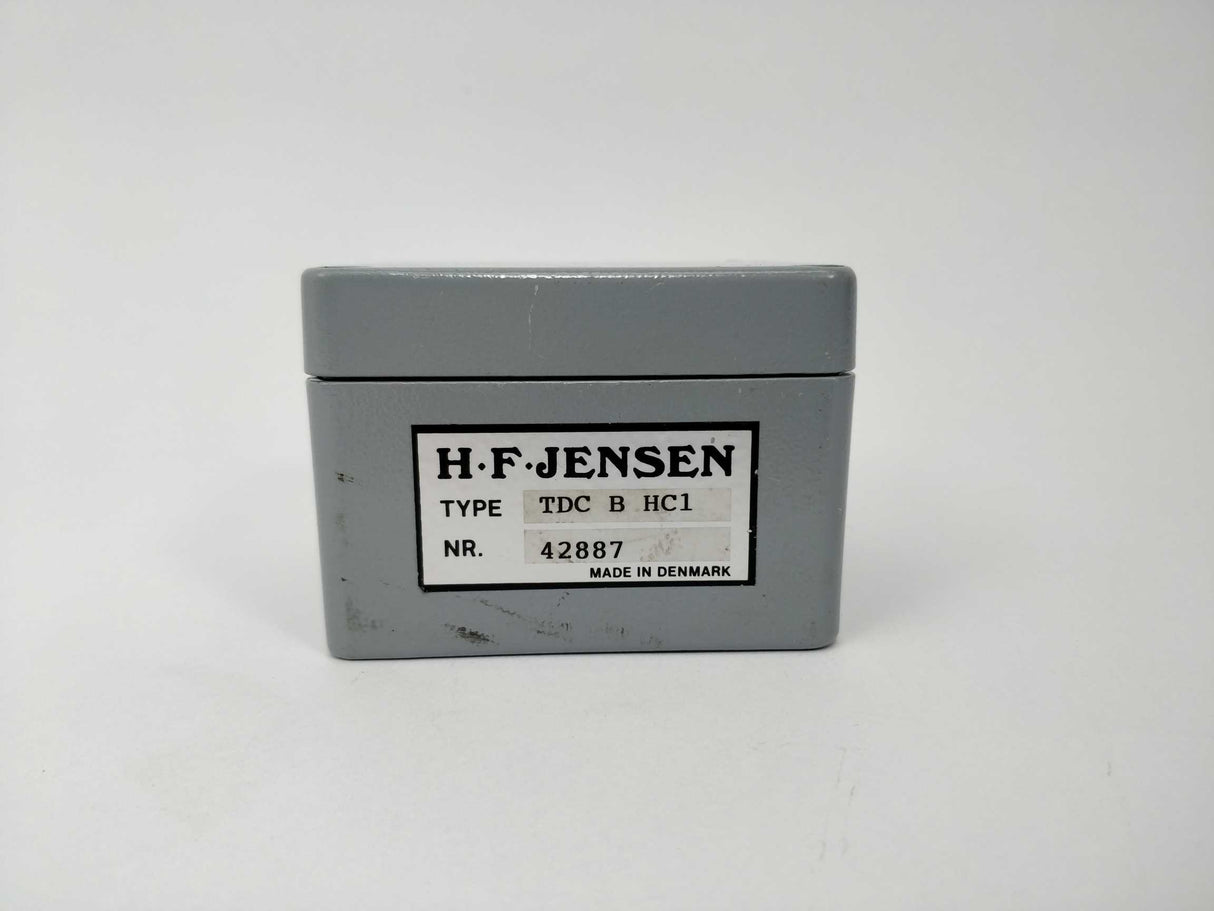 H·F·JENSEN
TYPE TDC B HC1
NR. 42887
MADE IN DENMARK